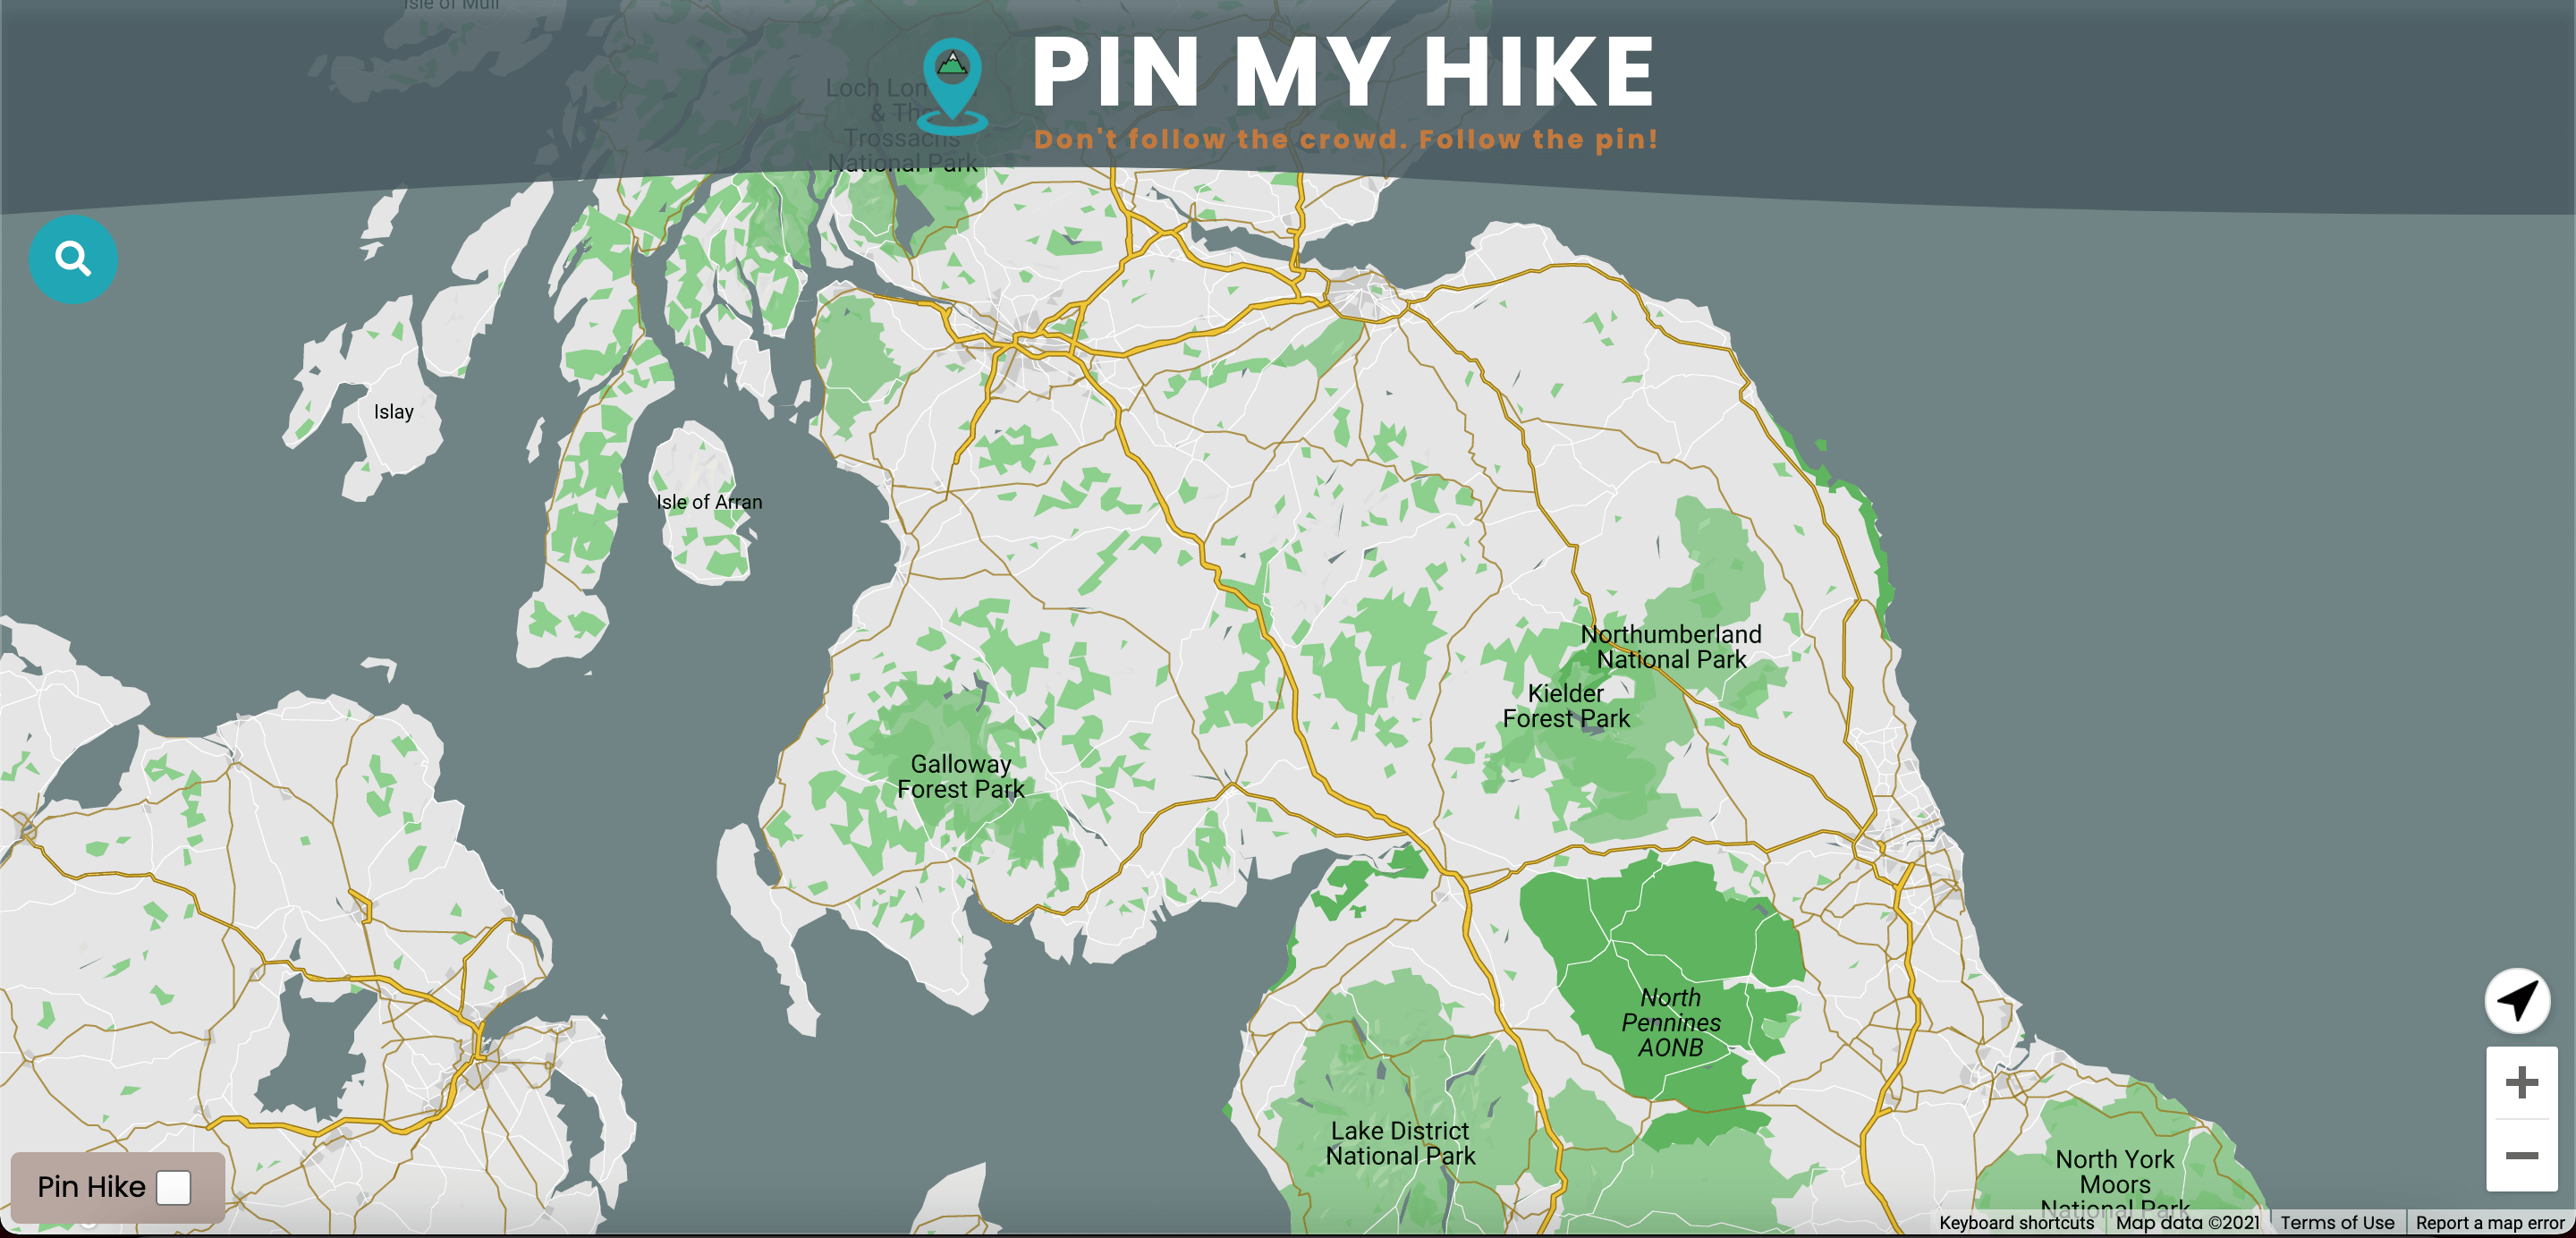 Isle of Mull
PIN MY HIKE
Don't follow the crowd. Follow the pin!
Loch Lom
& The
Trossachs
National Park
Islay
Isle of Arran
Northumberland
National Park
Kielder
Forest Park
Galloway
Forest Park
North
Pennines
AONB
Lake District
National Park
North York
Moors
National Park
Pin Hike
Keyboard shortcuts
Map data ©2021
Terms of Use
Report a map error